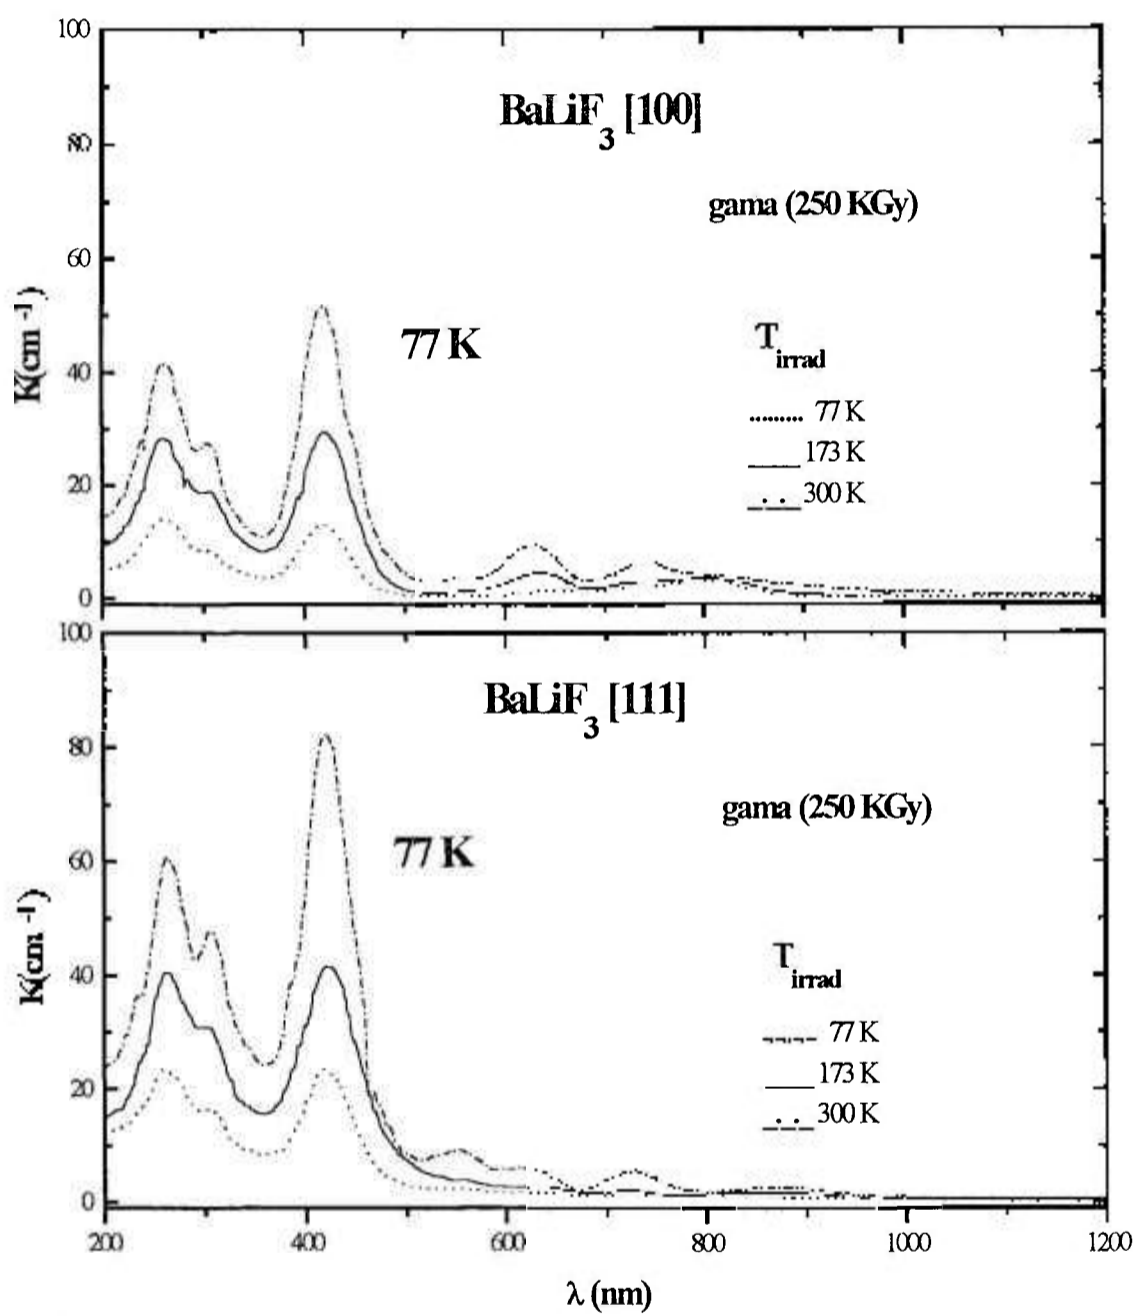 100
80
60
40
20
0
K(cm -1)
BaLiF3 [100]
gama (250 KGy)
77 K
Tirrad
77 K
173 K
300 K
100
80
60
40
20
0
K(cm -1)
BaLiF3 [111]
gama (250 KGy)
77 K
Tirrad
77 K
173 K
300 K
200 400 600 800 1000 1200
λ (nm)